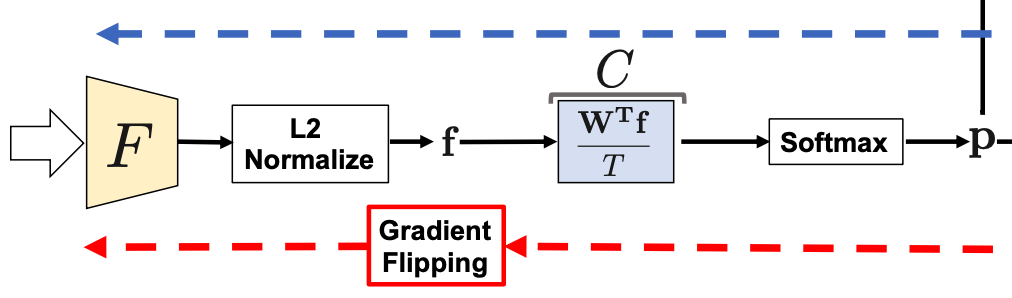 C
F
L2
Normalize
f
W^T f
T
Softmax
p
Gradient
Flipping